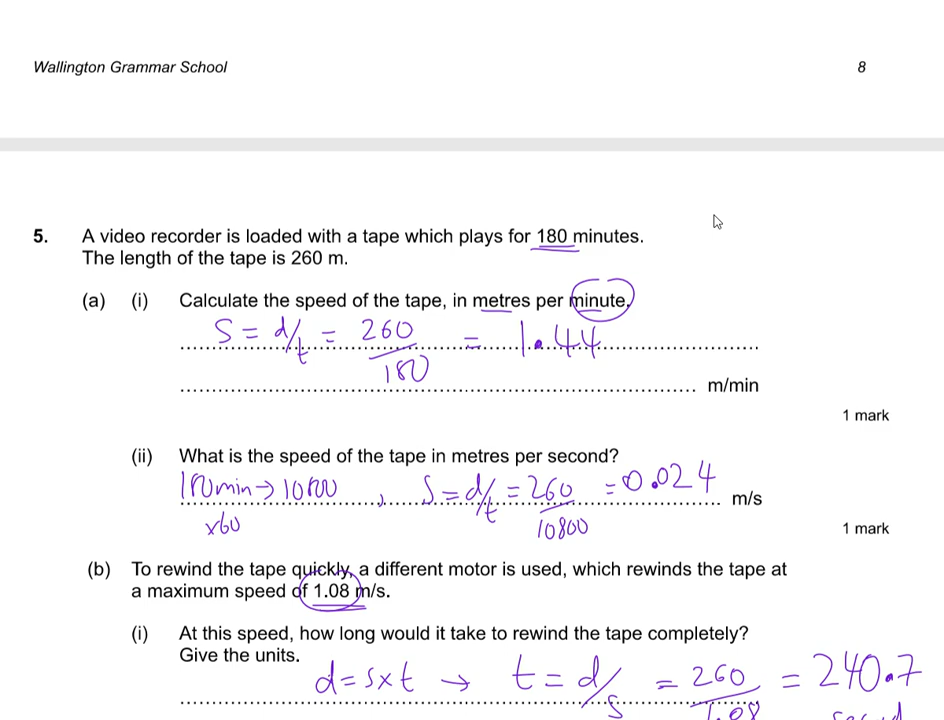 Wallington Grammar School 8
5. A video recorder is loaded with a tape which plays for 180 minutes.
The length of the tape is 260 m.
(a) (i) Calculate the speed of the tape, in metres per minute.
S = d/t = 260/180 = 1.44
m/min
1 mark
(ii) What is the speed of the tape in metres per second?
180min → 10800 , S = d/t = 260/10800 = 0.024 m/s
x60
1 mark
(b) To rewind the tape quickly, a different motor is used, which rewinds the tape at
a maximum speed of 1.08 m/s.
(i) At this speed, how long would it take to rewind the tape completely?
Give the units.
d = s x t → t = d/s = 260/1.08 = 240.7